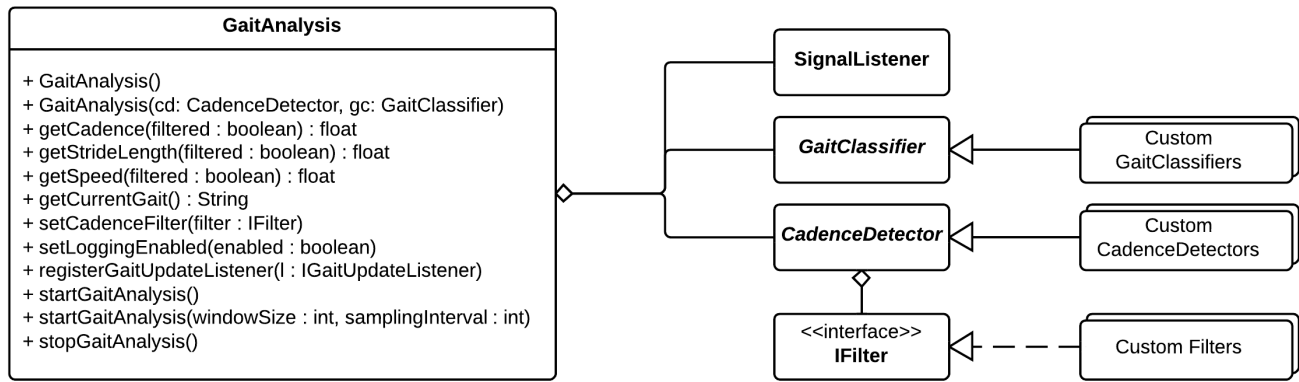 GaitAnalysis
+ GaitAnalysis()
+ GaitAnalysis(cd: CadenceDetector, gc: GaitClassifier)
+ getCadence(filtered : boolean) : float
+ getStrideLength(filtered : boolean) : float
+ getSpeed(filtered : boolean) : float
+ getCurrentGait() : String
+ setCadenceFilter(filter : IFilter)
+ setLoggingEnabled(enabled : boolean)
+ registerGaitUpdateListener(l : IGaitUpdateListener)
+ startGaitAnalysis()
+ startGaitAnalysis(windowSize : int, samplingInterval : int)
+ stopGaitAnalysis()
SignalListener
GaitClassifier
Custom
GaitClassifiers
CadenceDetector
Custom
CadenceDetectors
<<interface>>
IFilter
Custom Filters